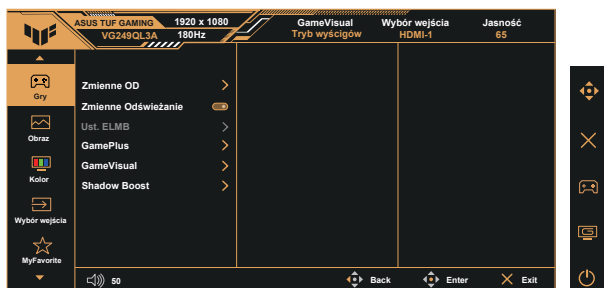 ASUS TUF GAMING 1920 x 1080 GameVisual Wybór wejścia Jasność
VG249QL3A 180Hz Tryb wyścigów HDMI-1 65
Gry
Obraz
Kolor
Wybór wejścia
MyFavorite
Zmienne OD
Zmienne Odświeżanie
Ust. ELMB
GamePlus
GameVisual
Shadow Boost
50 Back Enter Exit